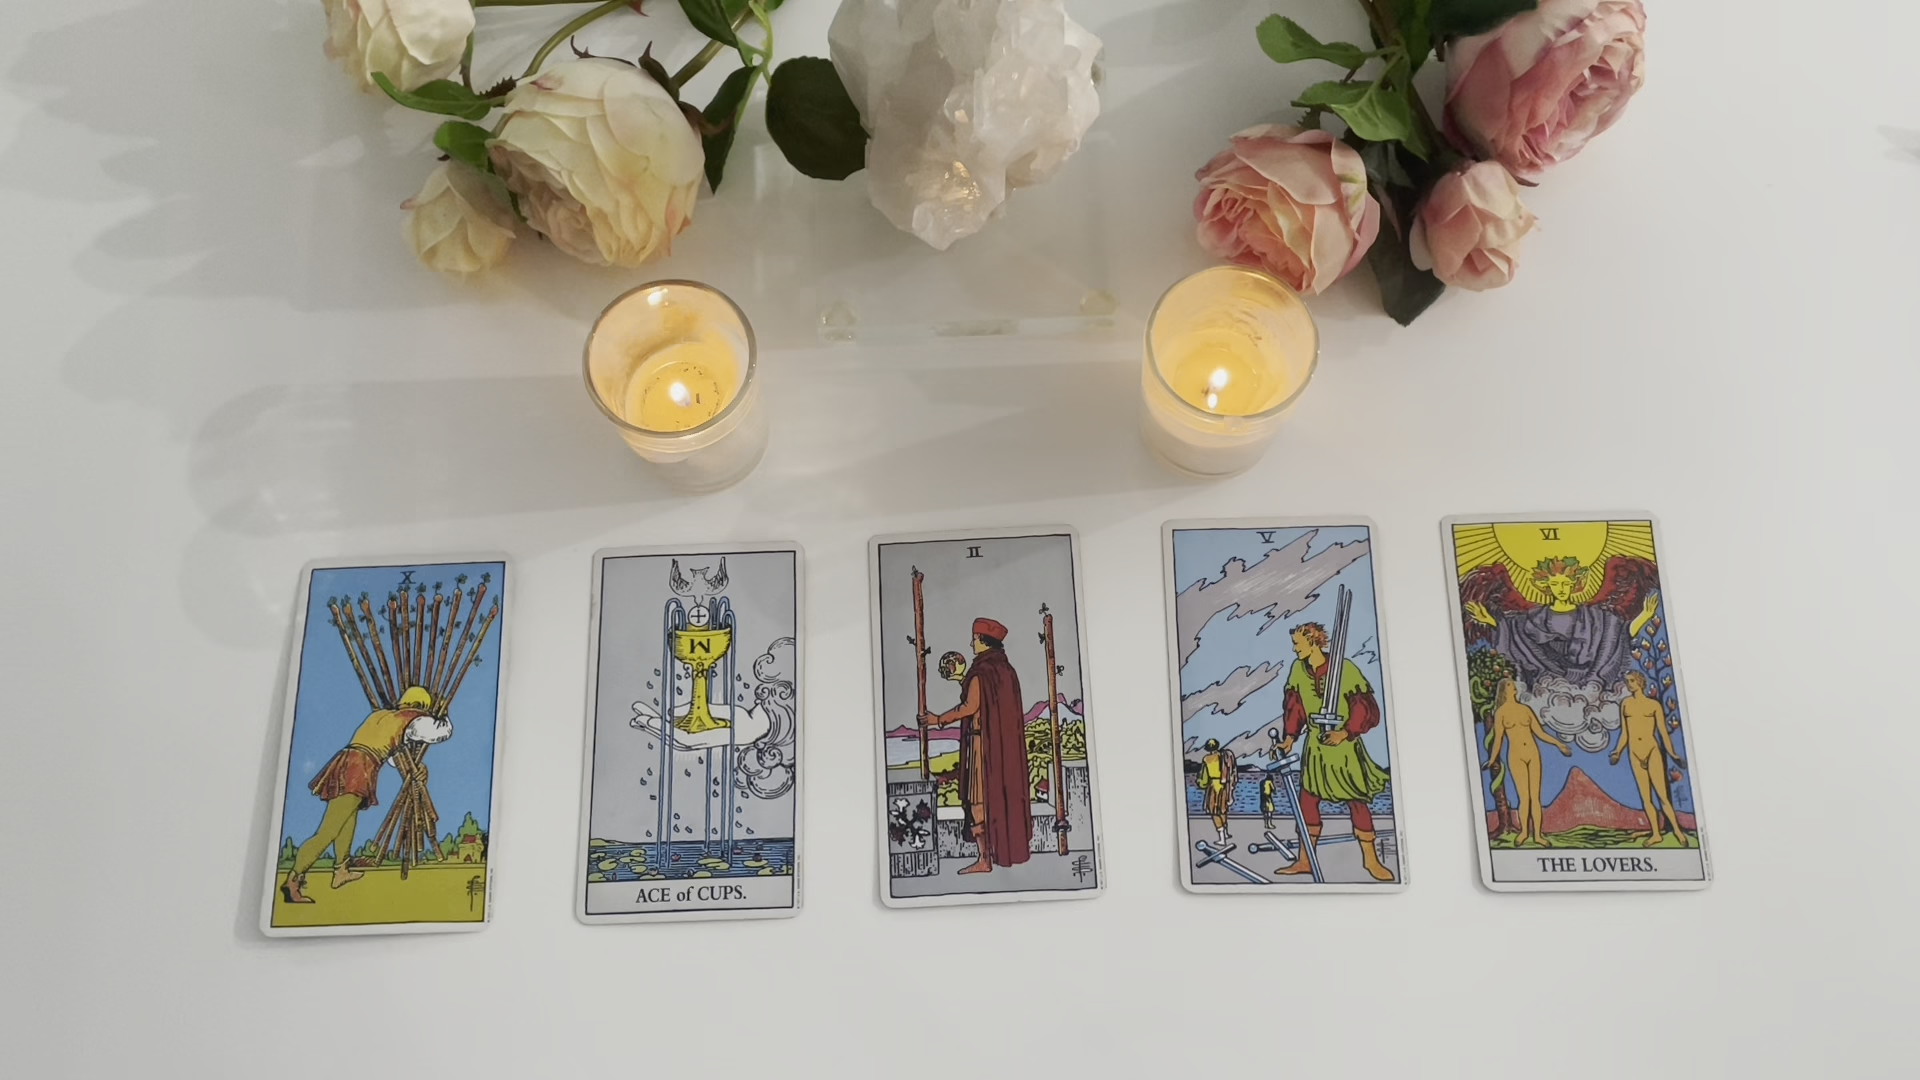 X
ACE of CUPS.
II
V
VI
THE LOVERS.